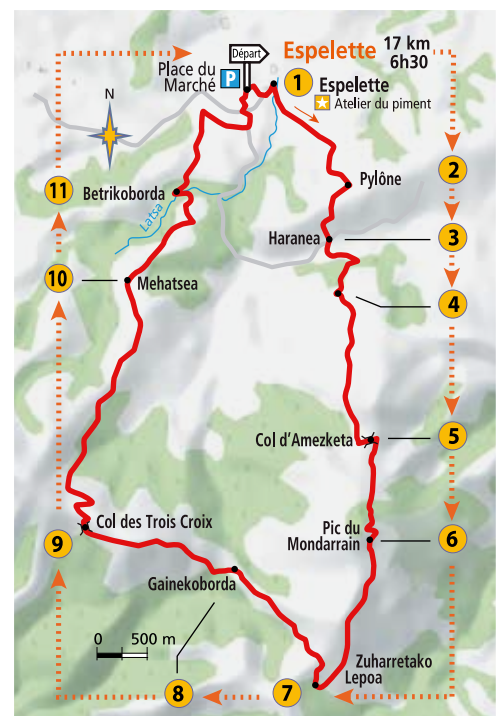 Espelette 17 km
6h30
Départ
Place du
Marché
P
1
Espelette
Atelier du piment
N
2
Pylône
11
Betrikoborda
Latsa
Haranea
3
10
Mehatsea
4
Col d'Amezketa
5
Pic du
Mondarrain
6
Col des Trois Croix
9
Gainekoborda
0 500 m
Zuharretako
Lepoa
8
7